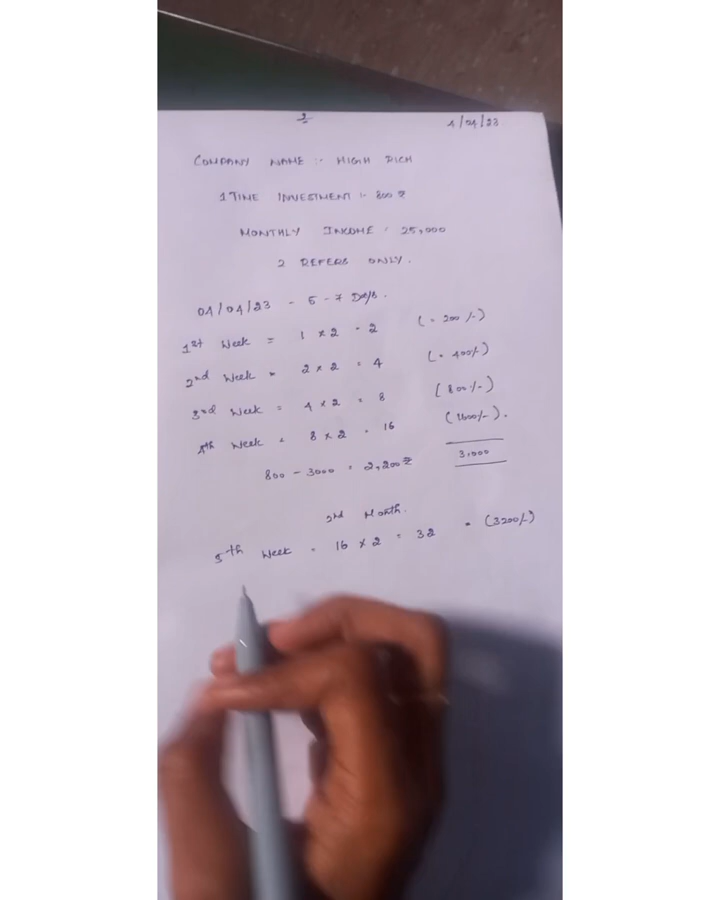 2
1/04/23
COMPANY NAME :- HIGH RICH
1 TIME INVESTMENT :- 800 ₹
MONTHLY INCOME : 25,000
2 REFERS ONLY.
01/04/23 - 5 - 7 Days.
1st Week = 1 x 2 = 2 (= 200/-)
2nd Week = 2 x 2 = 4 (= 400/-)
3rd Week = 4 x 2 = 8 (800/-)
4th Week = 8 x 2 = 16 (1600/-).
800 - 3000 = 2,200 ₹ 3,000
2nd Month.
5th Week = 16 x 2 = 32 = (3200/-)